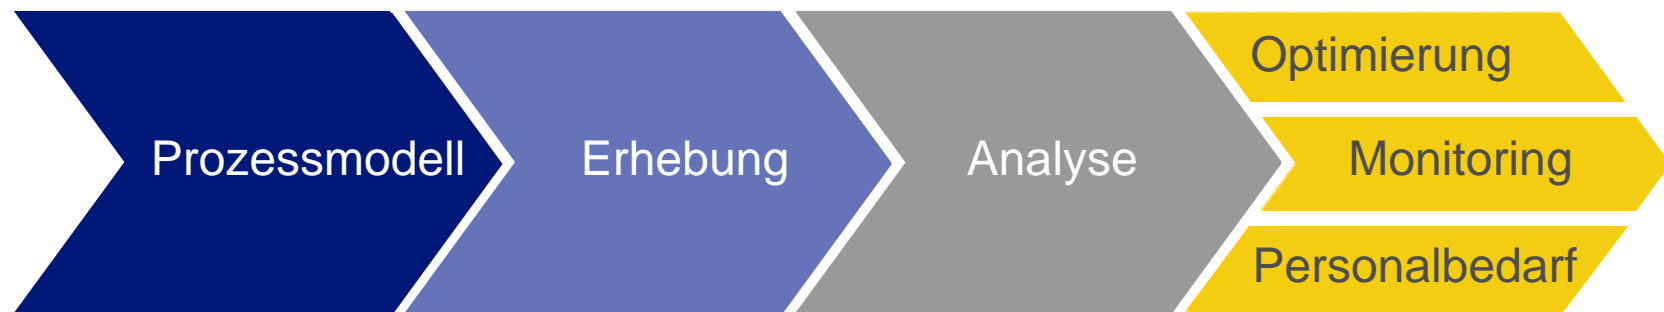 Prozessmodell
Erhebung
Analyse
Optimierung
Monitoring
Personalbedarf